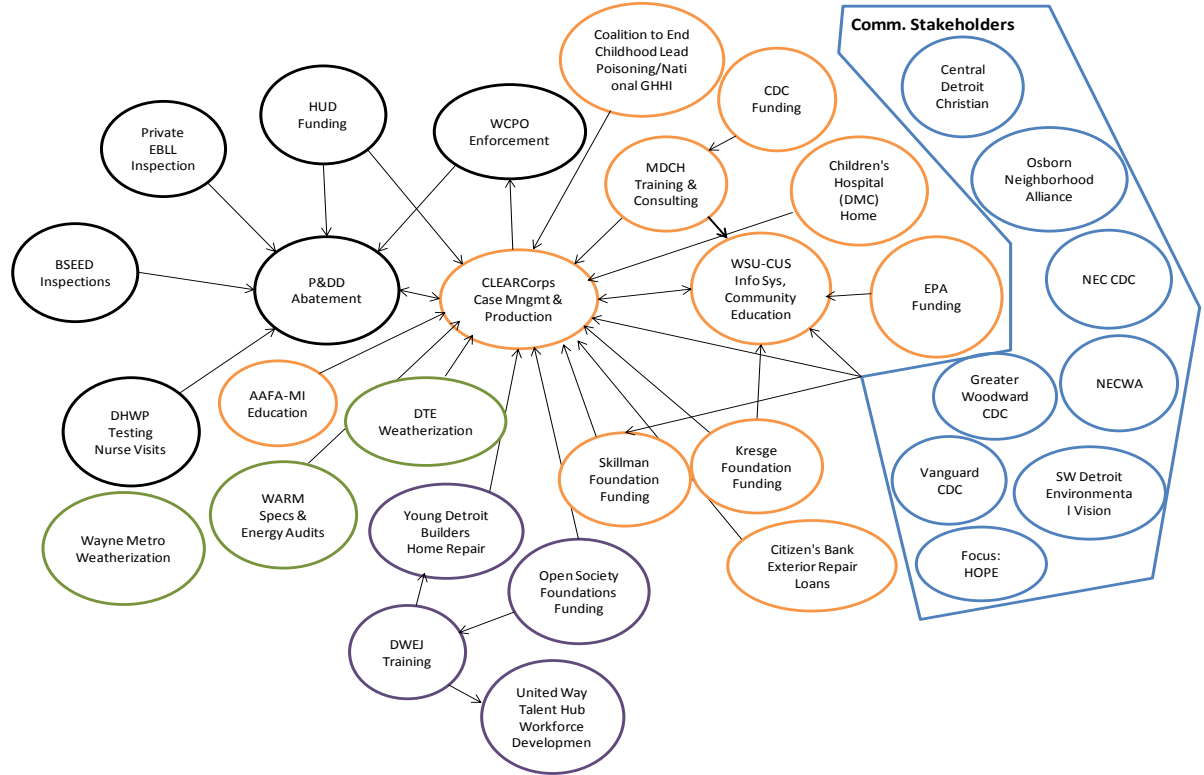 Comm. Stakeholders
Coalition to End
Childhood Lead
Poisoning/Nati
onal GHHI
CDC
Funding
Central
Detroit
Christian
HUD
Funding
Private
EBLL
Inspection
WCPO
Enforcement
MDCH
Training &
Consulting
Children's
Hospital
(DMC)
Home
Osborn
Neighborhood
Alliance
BSEED
Inspections
P&DD
Abatement
CLEARCorps
Case Mngmt &
Production
WSU-CUS
Info Sys,
Community
Education
EPA
Funding
NEC CDC
DHWP
Testing
Nurse Visits
AAFA-MI
Education
DTE
Weatherization
Greater
Woodward
CDC
NECWA
Skillman
Foundation
Funding
Kresge
Foundation
Funding
Vanguard
CDC
SW Detroit
Environmenta
l Vision
Wayne Metro
Weatherization
WARM
Specs &
Energy Audits
Young Detroit
Builders
Home Repair
Citizen's Bank
Exterior Repair
Loans
Focus:
HOPE
Open Society
Foundations
Funding
DWEJ
Training
United Way
Talent Hub
Workforce
Developmen